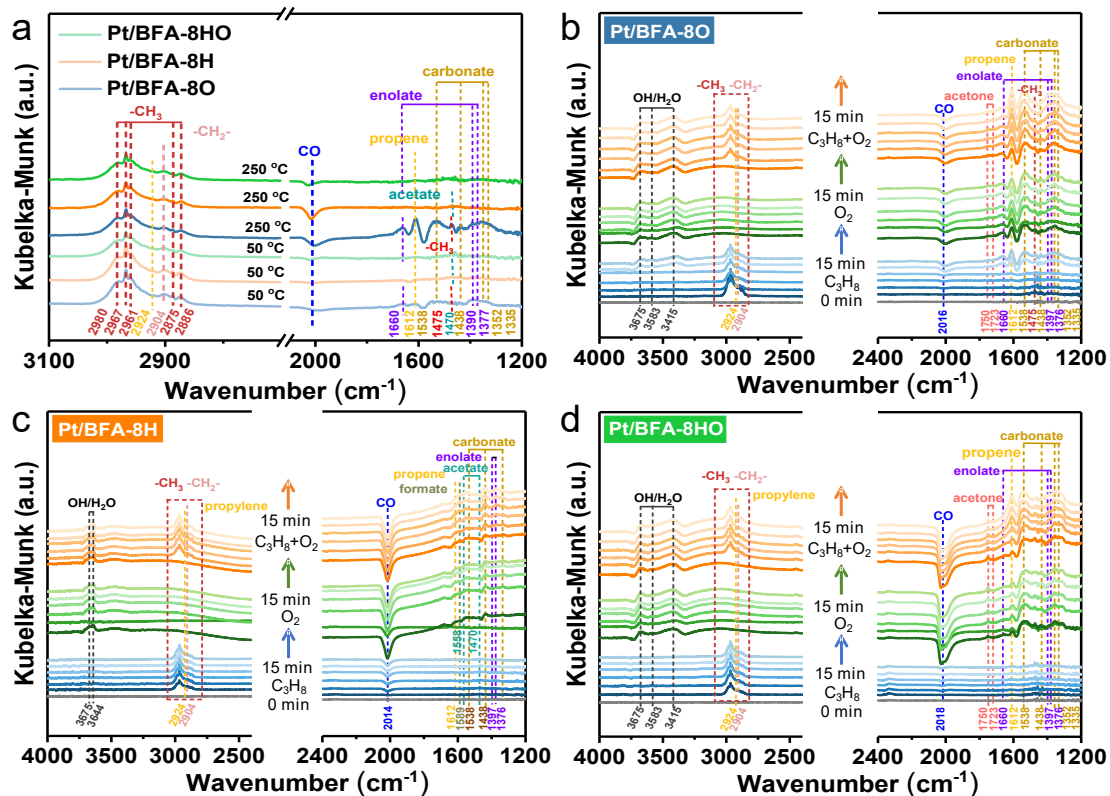 a
Pt/BFA-8HO
Pt/BFA-8H
Pt/BFA-8O
-CH3
-CH2-
250 °C
250 °C
250 °C
50 °C
50 °C
50 °C
CO
carbonate
enolate
propene
acetate
-CH3
2980
2967
2961
2924
2904
2875
2866
1660
1612
1538
1475
1470
1438
1390
1377
1352
1335
3100 2900 2000 1800 1600 1400 1200
Wavenumber (cm-1)
Kubelka-Munk (a.u.)
b
Pt/BFA-8O
OH/H2O
-CH3 -CH2-
15 min
C3H8+O2
15 min
O2
15 min
C3H8
0 min
CO
carbonate
propene
enolate
acetone
-CH3
3675
3583
3415
2924
2904
2016
1750
1723
1660
1612
1538
1475
1438
1397
1376
1352
1335
4000 3500 3000 2500 2400 2000 1600 1200
Wavenumber (cm-1)
Kubelka-Munk (a.u.)
c
Pt/BFA-8H
OH/H2O
-CH3 -CH2-
propylene
15 min
C3H8+O2
15 min
O2
15 min
C3H8
0 min
CO
carbonate
enolate
propene acetate
formate
3675
3644
2924
2904
2014
1612
1589
1558
1538
1470
1438
1397
1376
4000 3500 3000 2500 2400 2000 1600 1200
Wavenumber (cm-1)
Kubelka-Munk (a.u.)
d
Pt/BFA-8HO
OH/H2O
-CH3 -CH2-
propylene
15 min
C3H8+O2
15 min
O2
15 min
C3H8
0 min
CO
carbonate
propene
enolate
acetone
3675
3583
3415
2924
2904
2018
1750
1723
1660
1612
1538
1438
1397
1376
1352
1335
4000 3500 3000 2500 2400 2000 1600 1200
Wavenumber (cm-1)
Kubelka-Munk (a.u.)